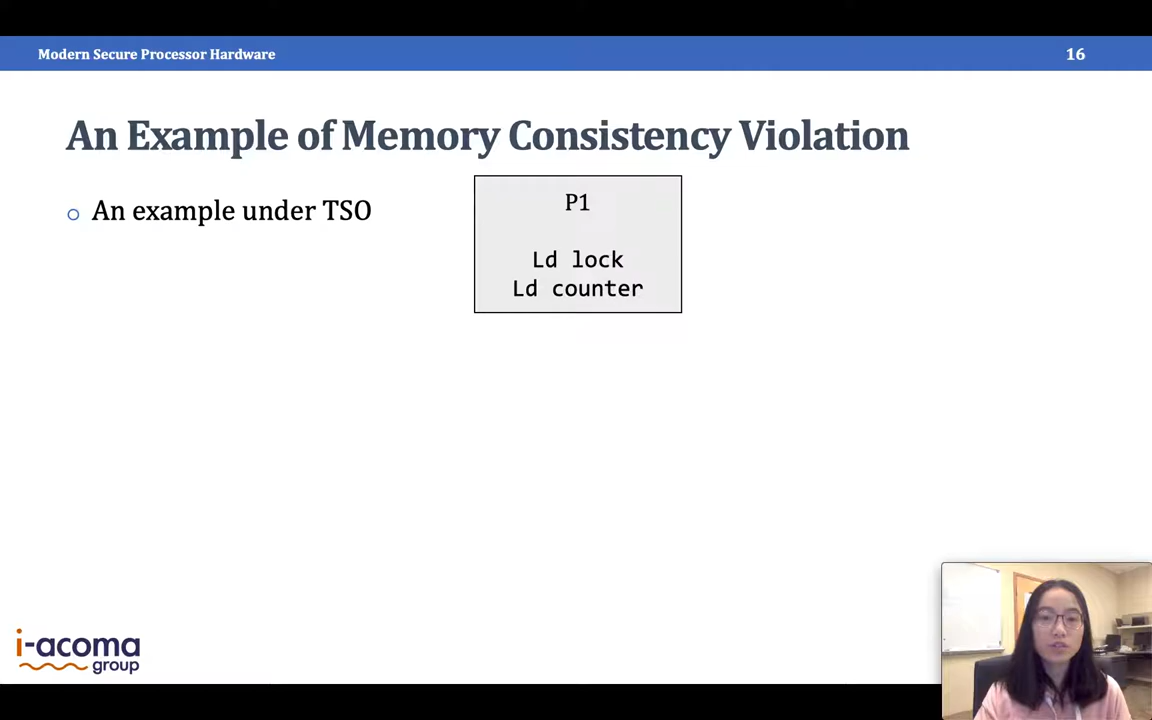 Modern Secure Processor Hardware 16
An Example of Memory Consistency Violation
An example under TSO
P1
Ld lock
Ld counter
i-acoma
group